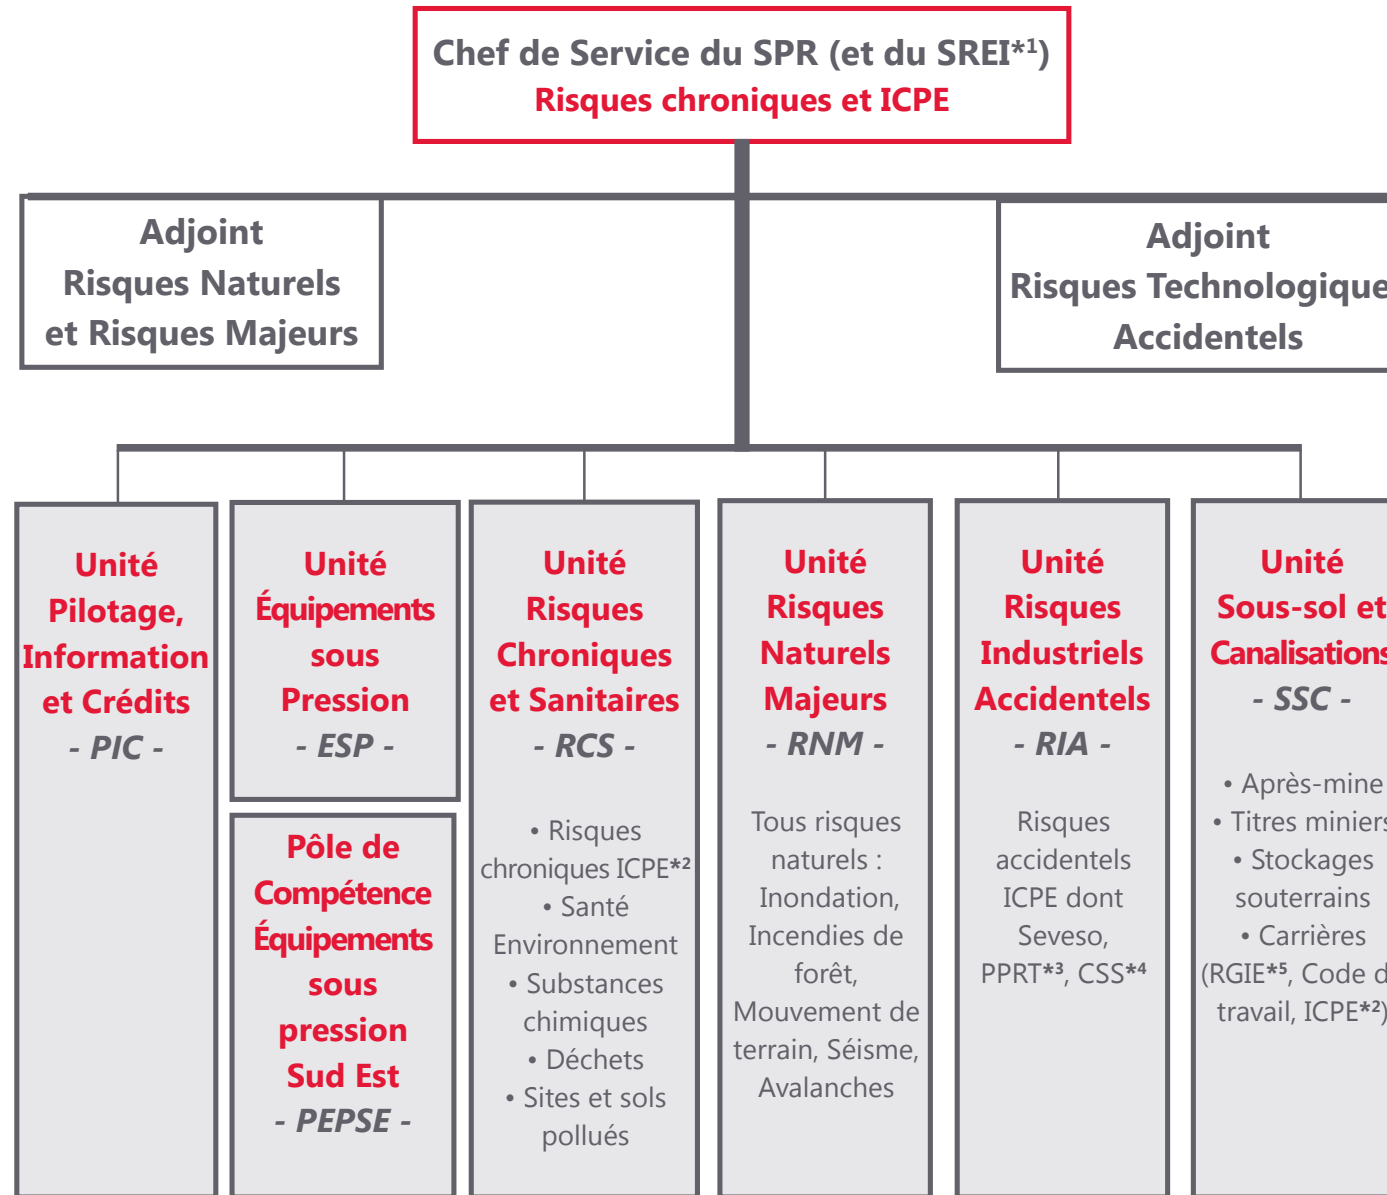 Chef de Service du SPR (et du SREI*1)
Risques chroniques et ICPE
Adjoint
Risques Naturels
et Risques Majeurs
Adjoint
Risques Technologique
Accidentels
Unité
Pilotage,
Information
et Crédits
- PIC -
Unité
Équipements
sous
Pression
- ESP -
Pôle de
Compétence
Équipements
sous
pression
Sud Est
- PEPSE -
Unité
Risques
Chroniques
et Sanitaires
- RCS -
• Risques
chroniques ICPE*2
• Santé
Environnement
• Substances
chimiques
• Déchets
• Sites et sols
pollués
Unité
Risques
Naturels
Majeurs
- RNM -
Tous risques
naturels :
Inondation,
Incendies de
forêt,
Mouvement de
terrain, Séisme,
Avalanches
Unité
Risques
Industriels
Accidentels
- RIA -
Risques
accidentels
ICPE dont
Seveso,
PPRT*3, CSS*4
Unité
Sous-sol et
Canalisations
- SSC -
• Après-mine
• Titres miniers
• Stockages
souterrains
• Carrières
(RGIE*5, Code d
travail, ICPE*2)